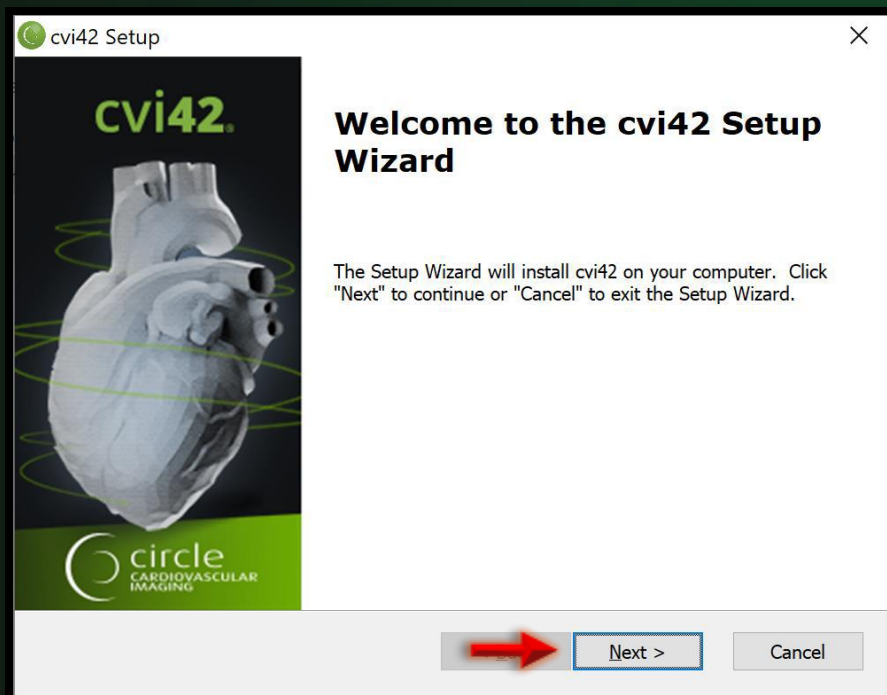 cvi42 Setup
cvi42®
Welcome to the cvi42 Setup
Wizard
The Setup Wizard will install cvi42 on your computer. Click
"Next" to continue or "Cancel" to exit the Setup Wizard.
circle
CARDIOVASCULAR
IMAGING
Next >
Cancel